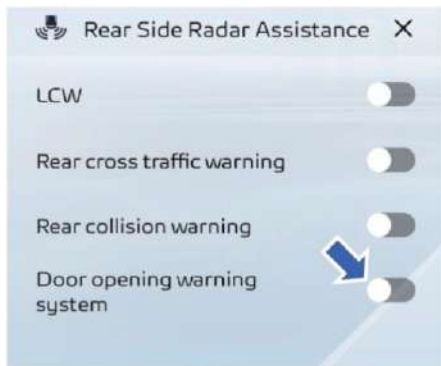 Rear Side Radar Assistance
LCW
Rear cross traffic warning
Rear collision warning
Door opening warning
system